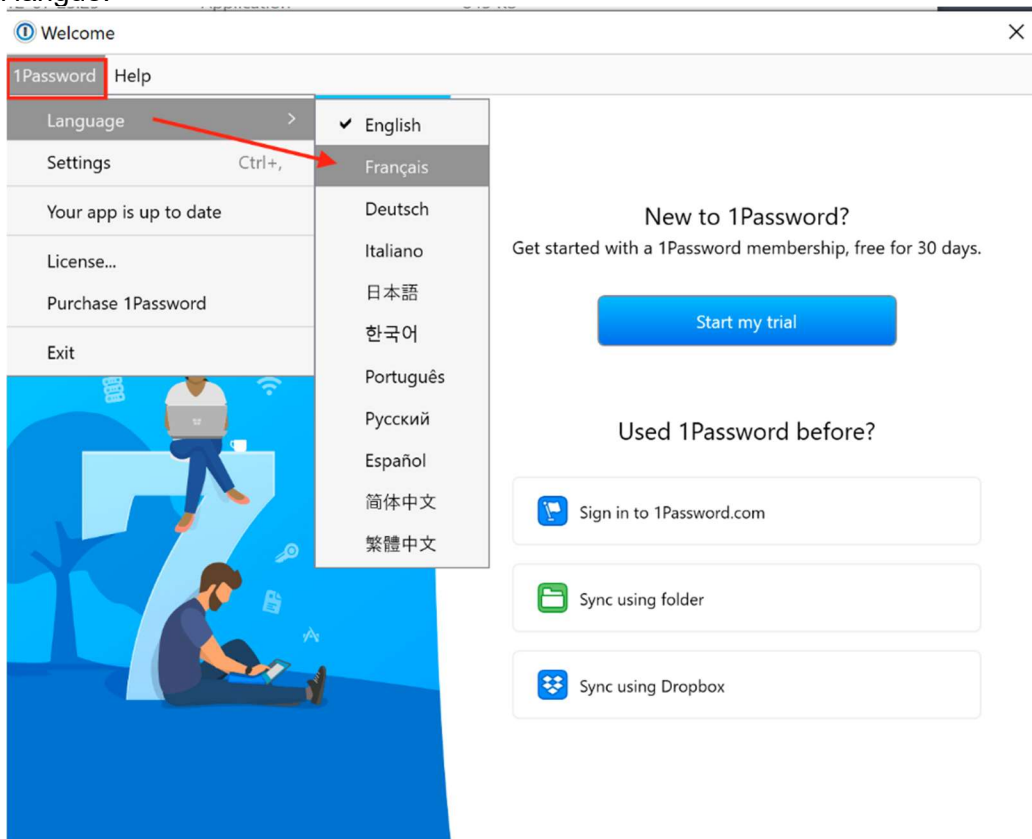 Welcome
1Password Help
Language
Settings Ctrl+,
Your app is up to date
License...
Purchase 1Password
Exit
English
Français
Deutsch
Italiano
日本語
한국어
Português
Русский
Español
简体中文
繁體中文
New to 1Password?
Get started with a 1Password membership, free for 30 days.
Start my trial
Used 1Password before?
Sign in to 1Password.com
Sync using folder
Sync using Dropbox